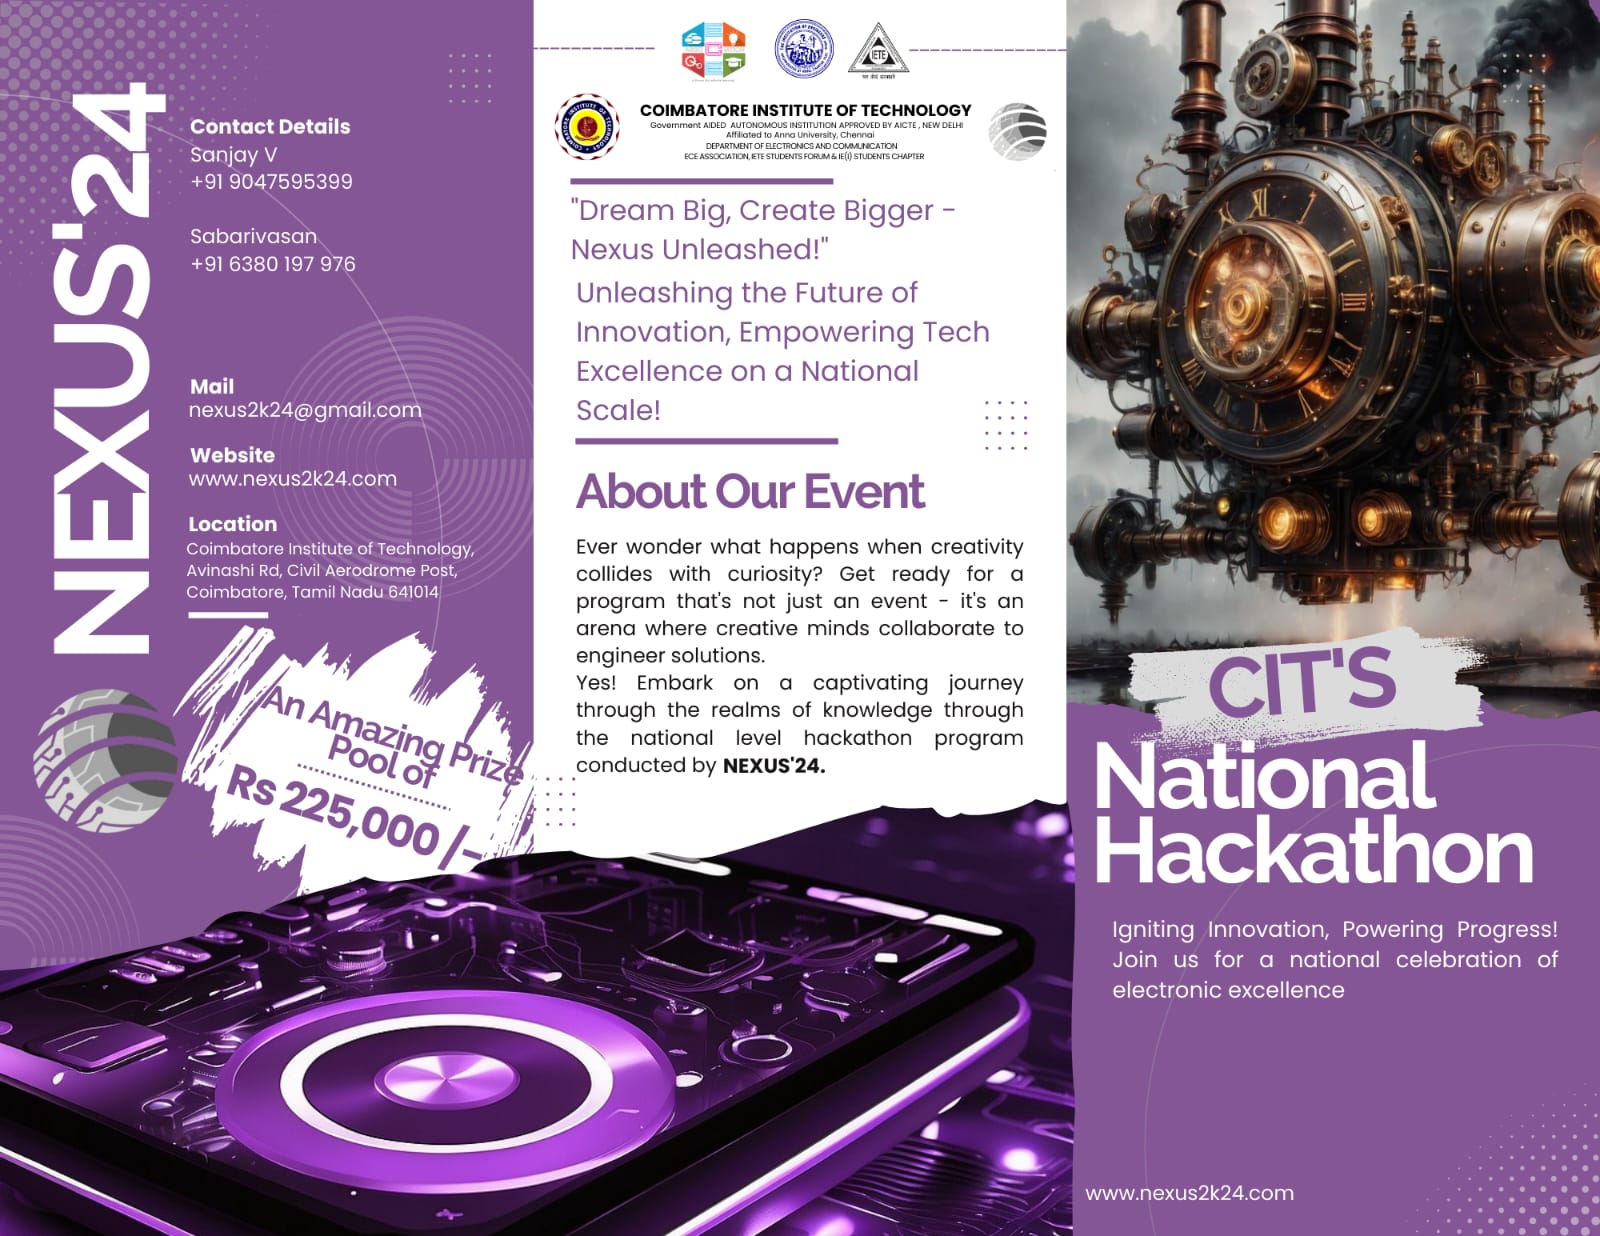 NEXUS'24
Contact Details
Sanjay V
+91 9047595399
Sabarivasan
+91 6380 197 976
Mail
nexus2k24@gmail.com
Website
www.nexus2k24.com
Location
Coimbatore Institute of Technology,
Avinashi Rd, Civil Aerodrome Post,
Coimbatore, Tamil Nadu 641014
An Amazing Prize
Pool of
Rs 225,000 /-
IETE
COIMBATORE INSTITUTE OF TECHNOLOGY
Government AIDED AUTONOMOUS INSTITUTION APPROVED BY AICTE , NEW DELHI
Affiliated to Anna University, Chennai
DEPARTMENT OF ELECTRONICS AND COMMUNICATION
ECE ASSOCIATION, IETE STUDENTS FORUM & IE(I) STUDENTS CHAPTER
"Dream Big, Create Bigger -
Nexus Unleashed!"
Unleashing the Future of
Innovation, Empowering Tech
Excellence on a National
Scale!
About Our Event
Ever wonder what happens when creativity
collides with curiosity? Get ready for a
program that's not just an event - it's an
arena where creative minds collaborate to
engineer solutions.
Yes! Embark on a captivating journey
through the realms of knowledge through
the national level hackathon program
conducted by NEXUS'24.
CIT'S
National
Hackathon
Igniting Innovation, Powering Progress!
Join us for a national celebration of
electronic excellence
www.nexus2k24.com